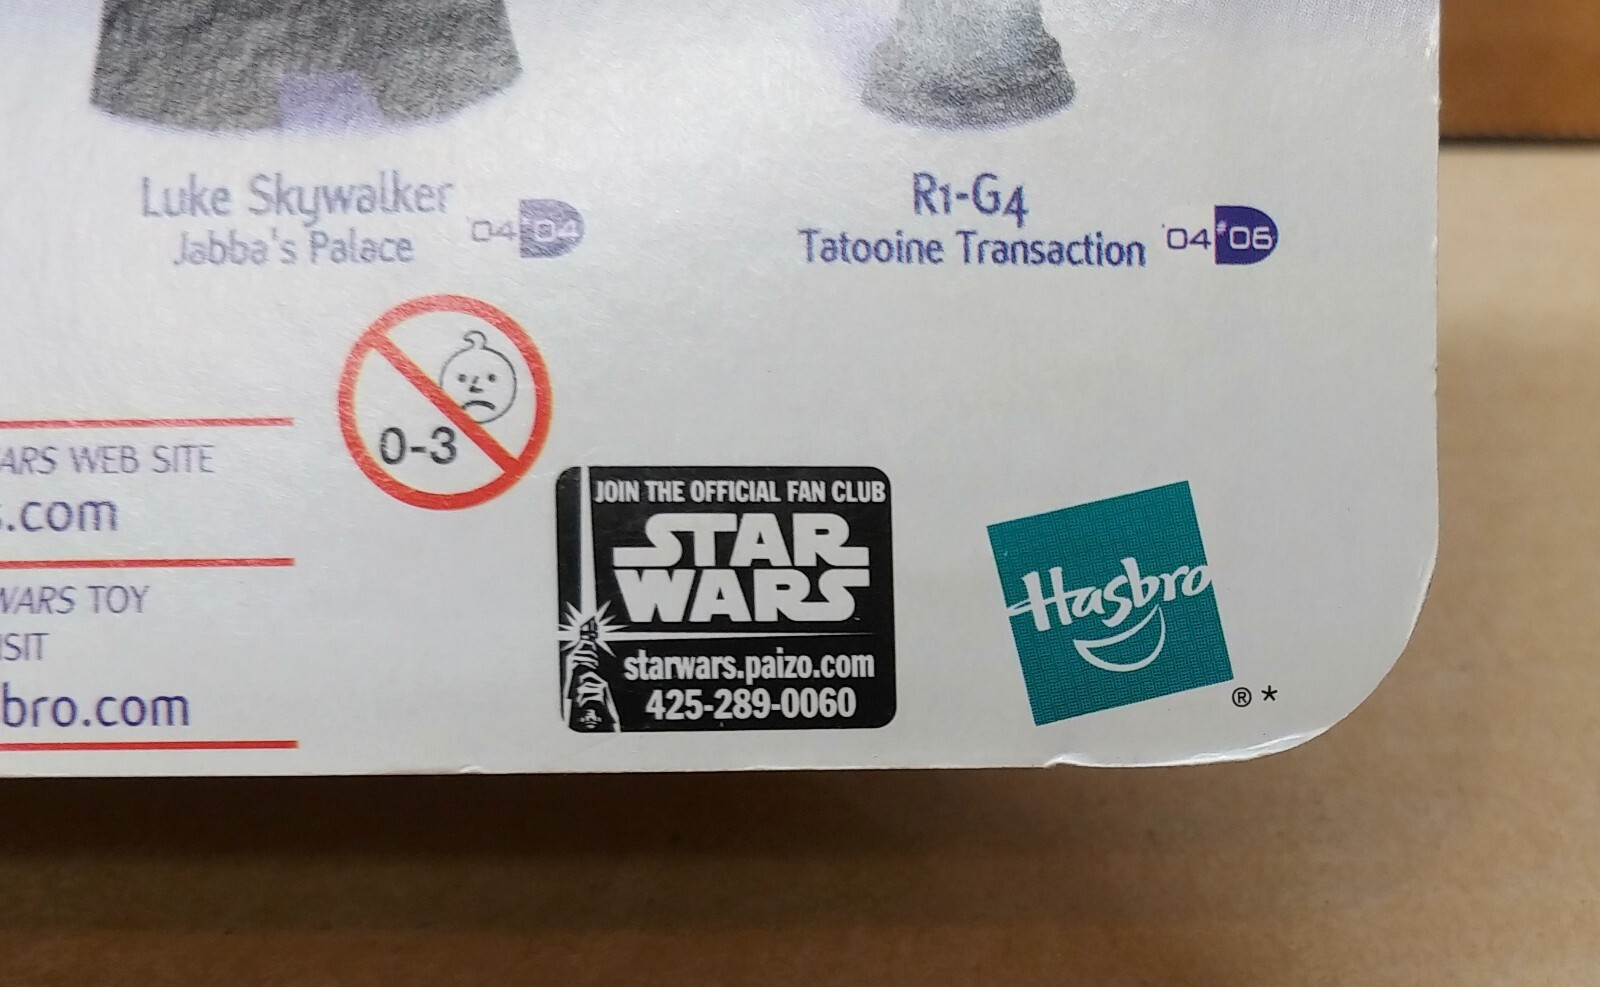 Luke Skywalker
Jabba's Palace
'04 #04
R1-G4
Tatooine Transaction
'04 #06
0-3
ARS WEB SITE
s.com
WARS TOY
ISIT
bro.com
JOIN THE OFFICIAL FAN CLUB
STAR
WARS
starwars.paizo.com
425-289-0060
Hasbro
® *